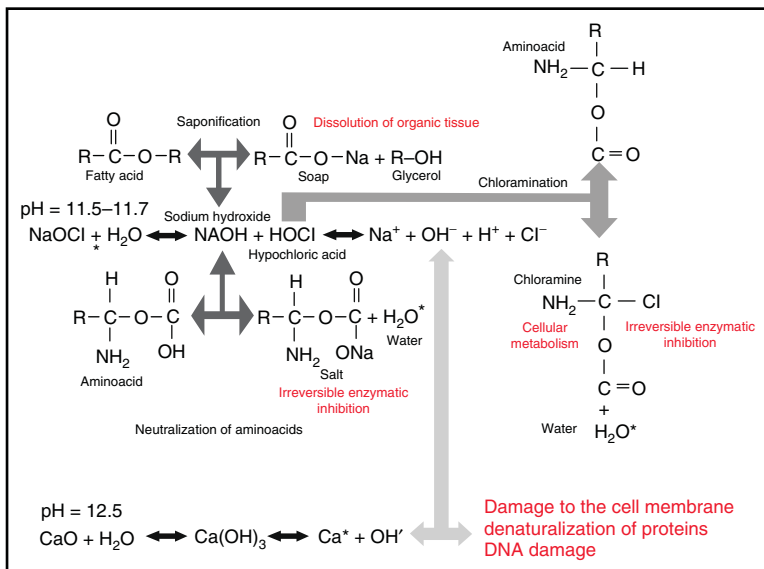 Aminoacid
R
NH₂–C–H
O
C=O
Saponification
Dissolution of organic tissue
O
R–C–O–R
Fatty acid
O
R–C–O–Na + R–OH
Soap
Glycerol
Chloramination
pH = 11.5–11.7
Sodium hydroxide
NaOCl + H₂O
*
NAOH + HOCl
Na⁺ + OH⁻ + H⁺ + Cl⁻
Hypochloric acid
H
O
R–C–O–C
NH₂
OH
Aminoacid
H
O
R–C–O–C + H₂O*
Water
NH₂
ONa
Salt
Irreversible enzymatic
inhibition
Neutralization of aminoacids
R
Chloramine
NH₂–C–Cl
Cellular
metabolism
Irreversible enzymatic
inhibition
O
C=O
+
Water
H₂O*
pH = 12.5
CaO + H₂O
Ca(OH)₃
Ca* + OH′
Damage to the cell membrane
denaturalization of proteins
DNA damage